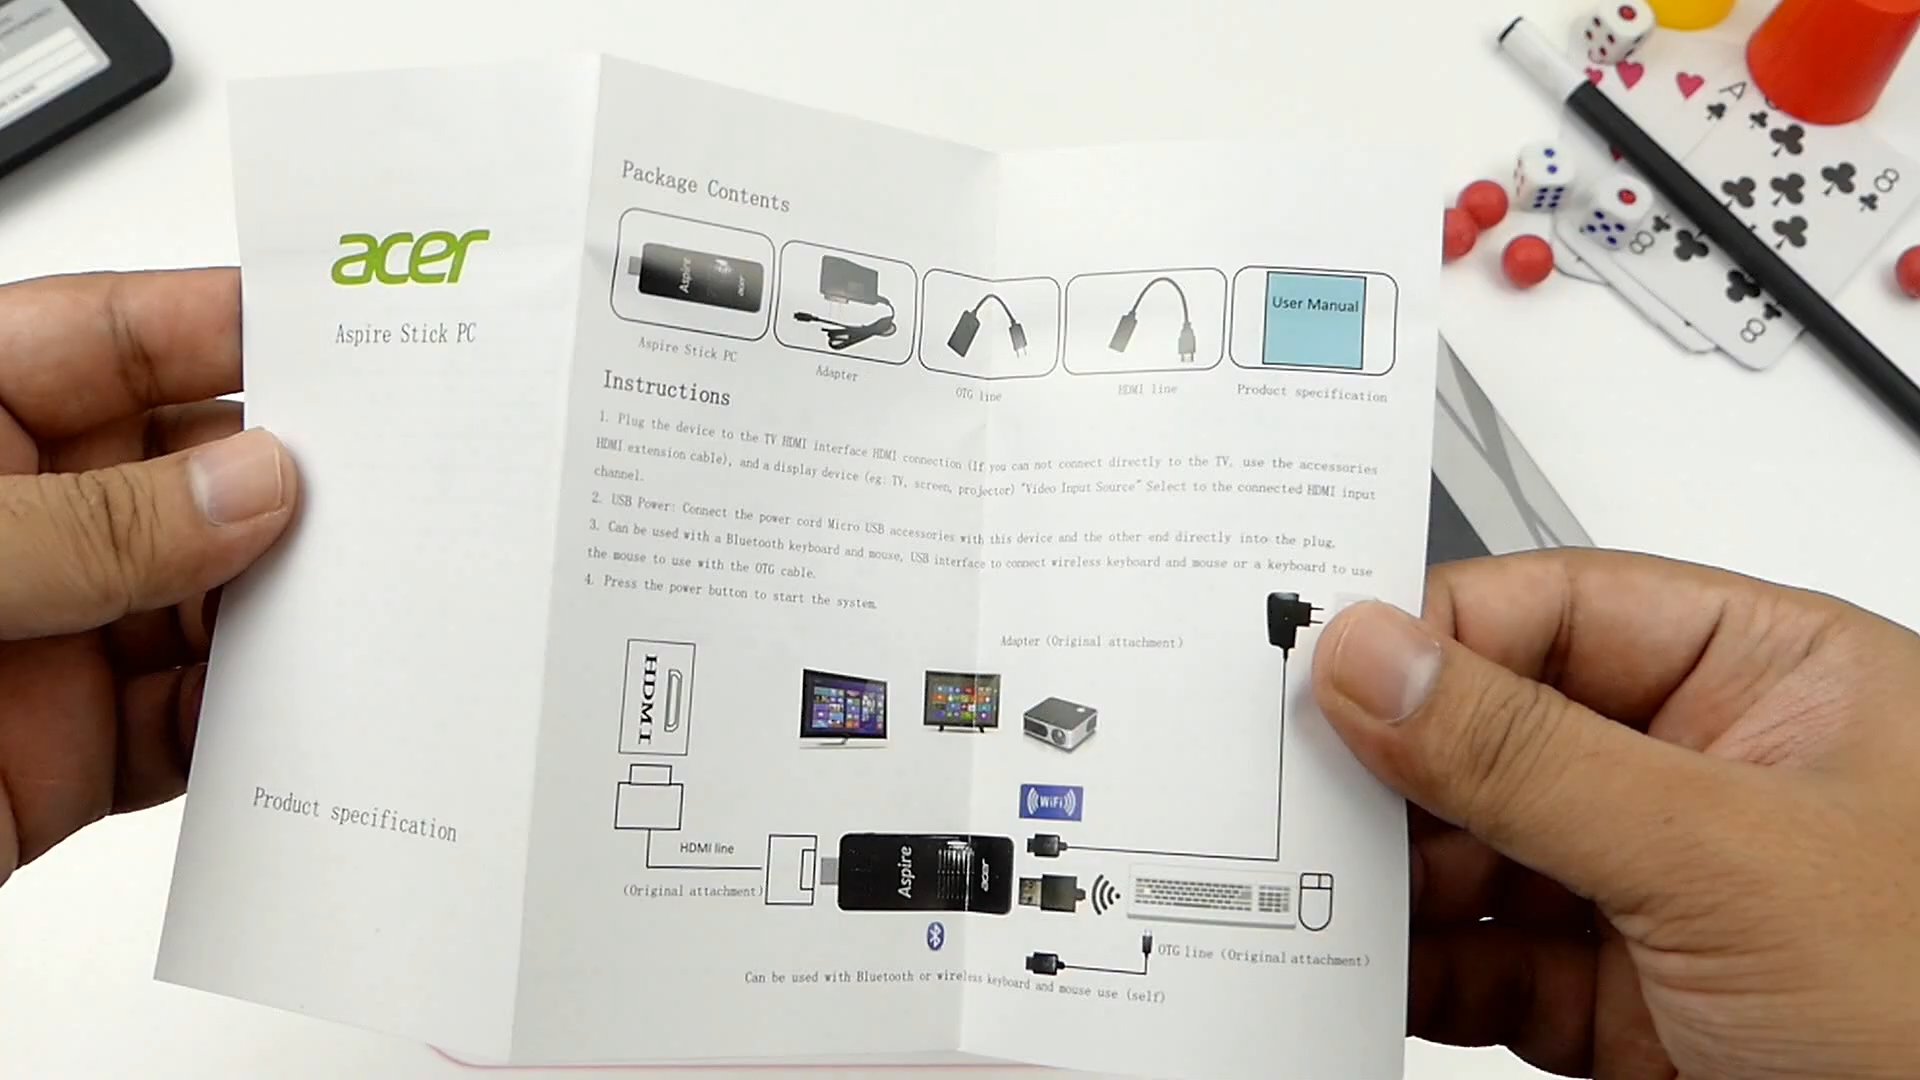 acer
Aspire Stick PC
Product specification
Package Contents
Aspire
acer
User Manual
Aspire Stick PC
Adapter
OTG line
HDMI line
Product specification
Instructions
1. Plug the device to the TV HDMI interface HDMI connection (If you can not connect directly to the TV, use the accessories
HDMI extension cable), and a display device (eg: TV, screen, projector) "Video Input Source" Select to the connected HDMI input
channel.
2. USB Power: Connect the power cord Micro USB accessories with this device and the other end directly into the plug.
3. Can be used with a Bluetooth keyboard and mouxe, USB interface to connect wireless keyboard and mouse or a keyboard to use
the mouse to use with the OTG cable.
4. Press the power button to start the system.
Adapter (Original attachment)
HDMI
WiFi
HDMI line
(Original attachment)
Aspire
acer
OTG line (Original attachment)
Can be used with Bluetooth or wireless keyboard and mouse use (self)
A
8
8
8